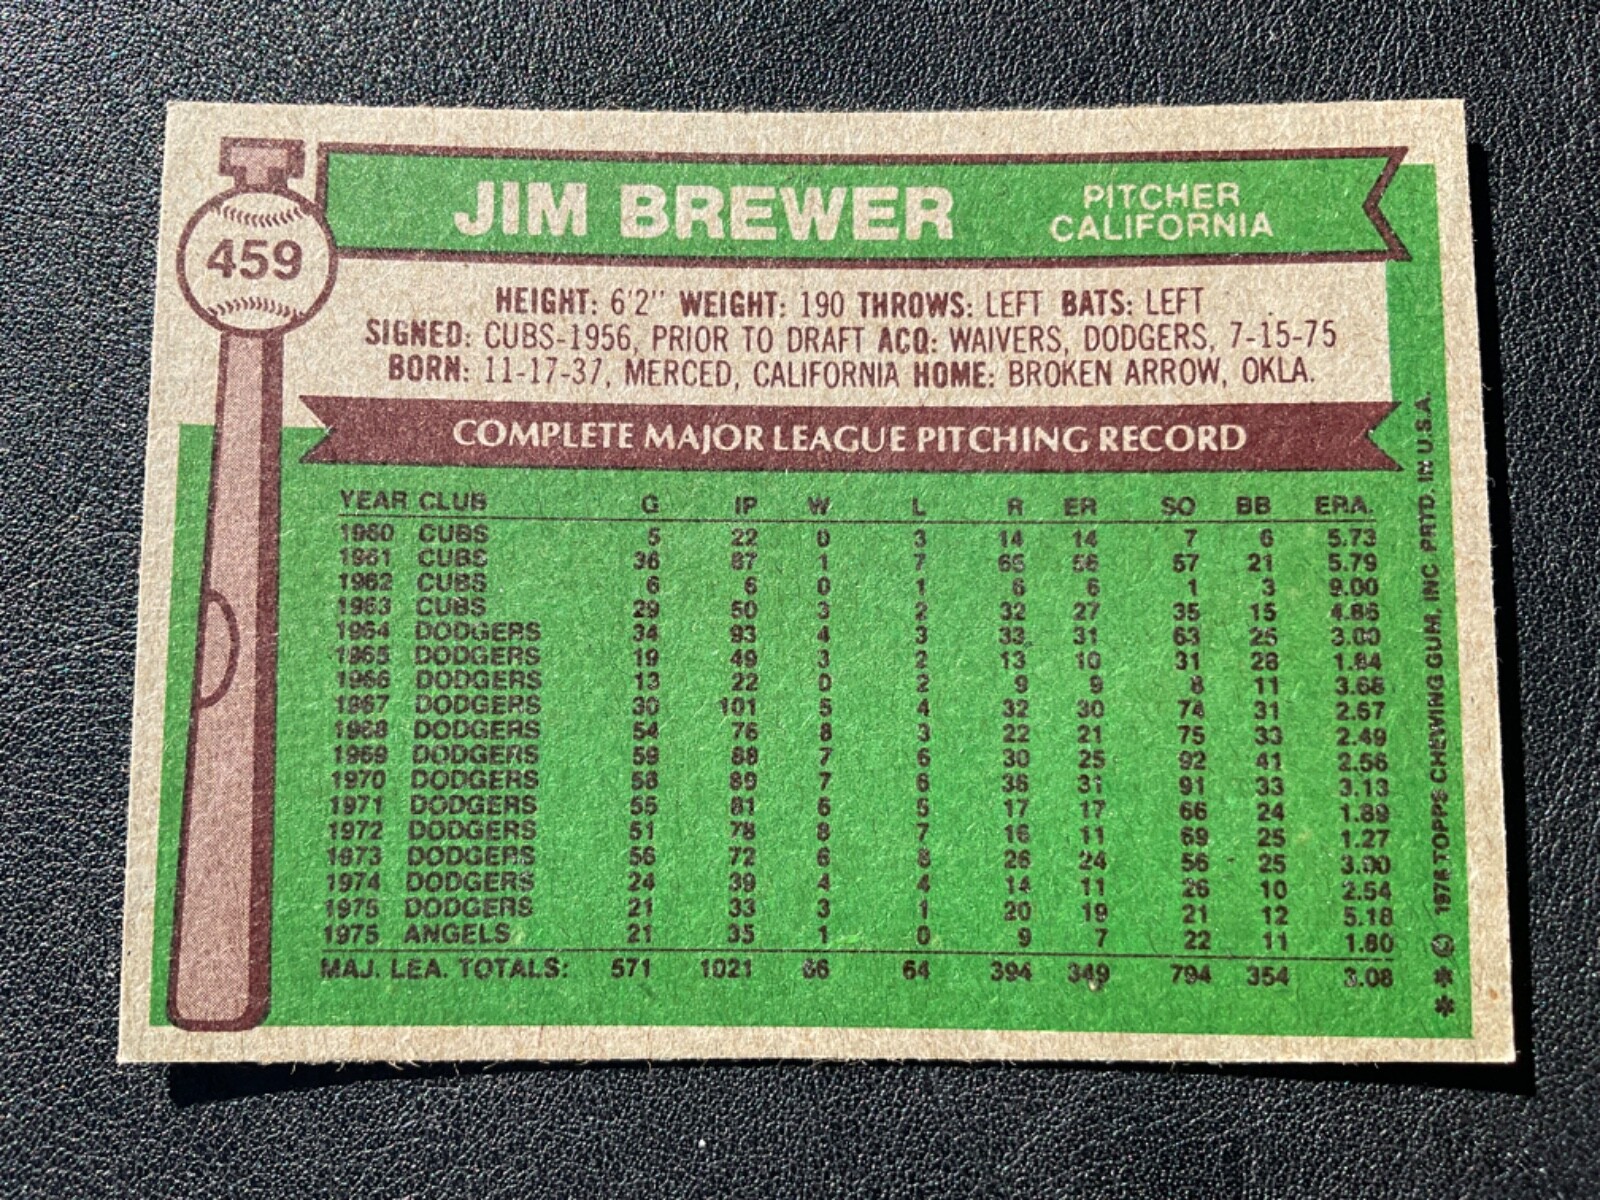 459
JIM BREWER
PITCHER
CALIFORNIA
HEIGHT: 6'2" WEIGHT: 190 THROWS: LEFT BATS: LEFT
SIGNED: CUBS-1956, PRIOR TO DRAFT ACQ: WAIVERS, DODGERS, 7-15-75
BORN: 11-17-37, MERCED, CALIFORNIA HOME: BROKEN ARROW, OKLA.
COMPLETE MAJOR LEAGUE PITCHING RECORD
YEAR CLUB G IP W L R ER SO BB ERA.
1960 CUBS 5 22 0 3 14 14 7 6 5.73
1961 CUBS 36 87 1 7 66 56 57 21 5.79
1962 CUBS 6 6 0 1 6 6 1 3 9.00
1963 CUBS 29 50 3 2 32 27 35 15 4.86
1964 DODGERS 34 93 4 3 33 31 63 25 3.00
1965 DODGERS 19 49 3 2 13 10 31 28 1.84
1966 DODGERS 13 22 0 2 9 9 8 11 3.68
1967 DODGERS 30 101 5 4 32 30 74 31 2.67
1968 DODGERS 54 76 8 3 22 21 75 33 2.49
1969 DODGERS 59 88 7 6 30 25 92 41 2.56
1970 DODGERS 58 89 7 6 36 31 91 33 3.13
1971 DODGERS 55 81 6 5 17 17 66 24 1.89
1972 DODGERS 51 78 8 7 16 11 69 25 1.27
1973 DODGERS 56 72 6 8 26 24 56 25 3.00
1974 DODGERS 24 39 4 4 14 11 26 10 2.54
1975 DODGERS 21 33 3 1 20 19 21 12 5.18
1975 ANGELS 21 35 1 0 9 7 22 11 1.80
MAJ. LEA. TOTALS: 571 1021 66 64 394 349 794 354 3.08
** © 1976 TOPPS CHEWING GUM, INC PRTD. IN U.S.A.